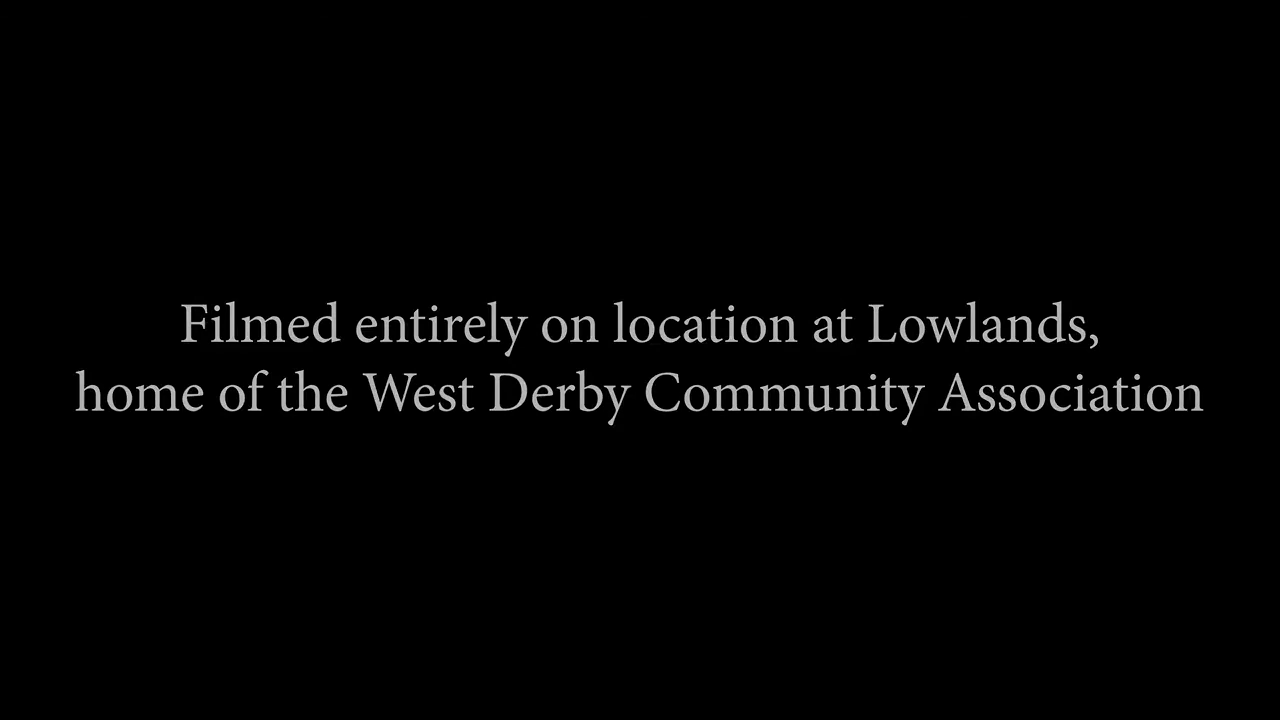 Filmed entirely on location at Lowlands,
home of the West Derby Community Association